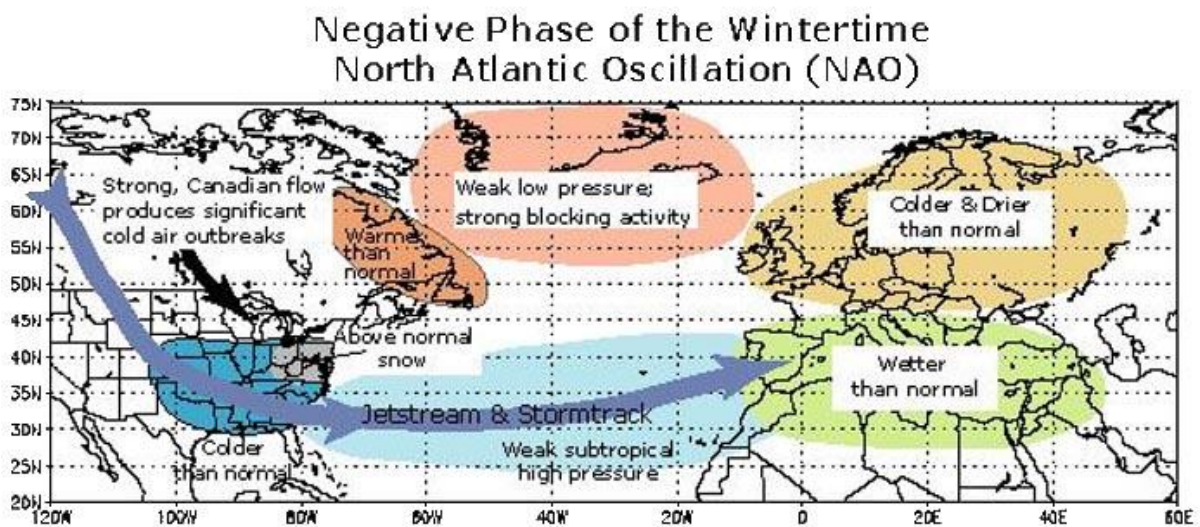 Negative Phase of the Wintertime
North Atlantic Oscillation (NAO)
75N
70N
65N
60N
55N
50N
45N
40N
35N
30N
25N
20N
Strong, Canadian flow
produces significant
cold air outbreaks
Warmer
than
normal
Weak low pressure;
strong blocking activity
Colder & Drier
than normal
Above normal
snow
Wetter
than normal
Jetstream & Stormtrack
Colder
than normal
Weak subtropical
high pressure
120W 100W 80W 60W 40W 20W 0 20E 40E 60E